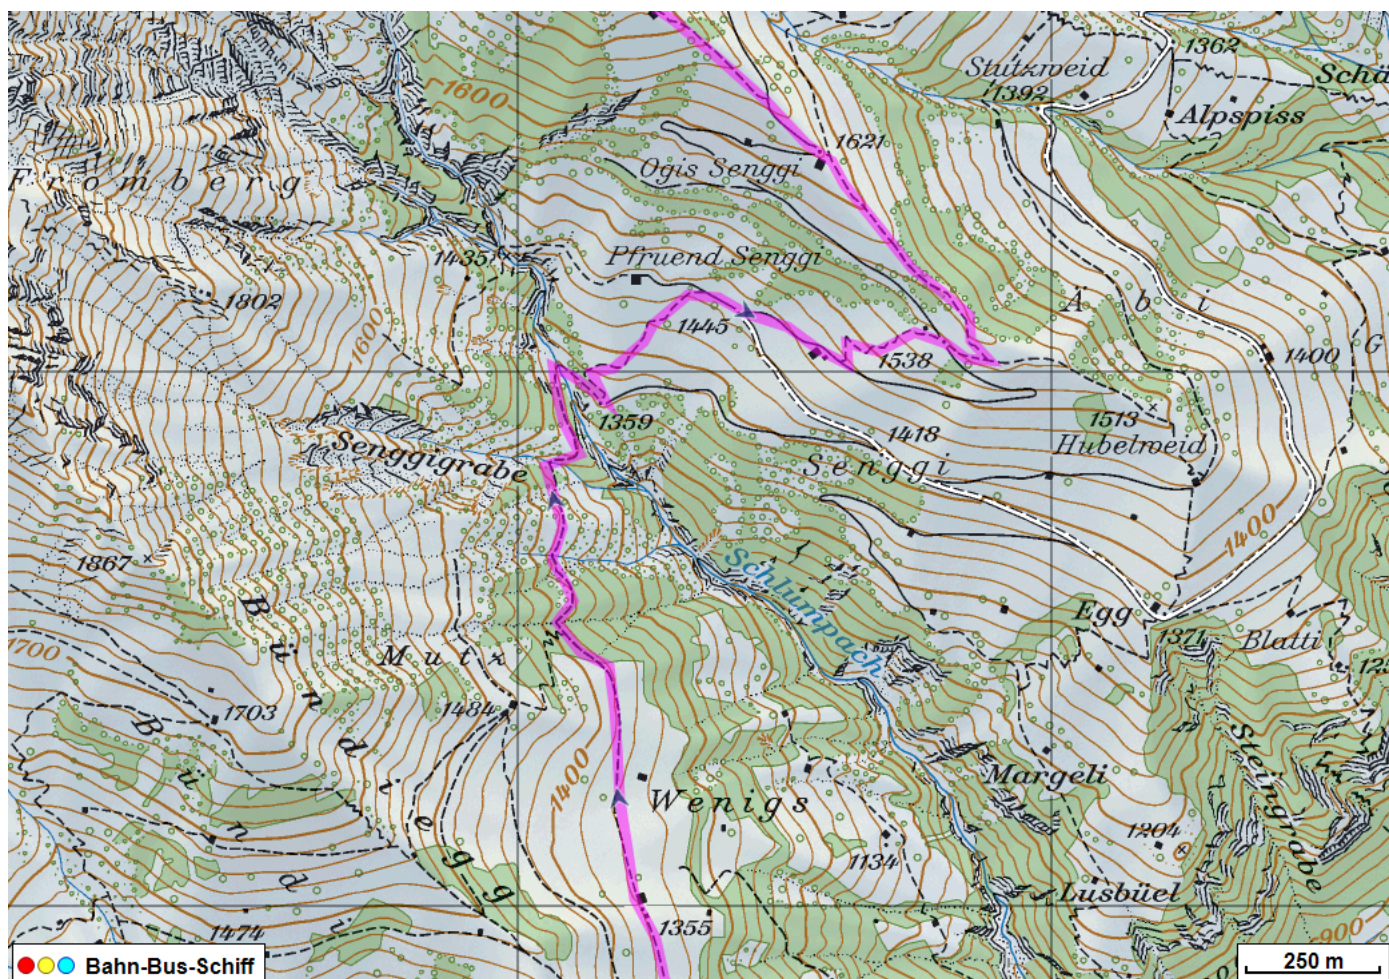 1362
Stutzweid
Schä
1600
1392
Alpspiss
1621
Ogis Senggi
Fromberg
1435
Pfruend Senggi
1802
Äbi
1445
1600
1538
1400
G
1359
1513
1418
Hubelweid
Senggigrabe
Senggi
1400
1867
Schlumpach
Bündiegg
Egg
1371
Blatti
1700
Mutz
1484
1703
Bündi
Steingrabe
1400
Margeli
Wenigs
1204
1134
Lusbüel
1355
1474
900
Bahn-Bus-Schiff
250 m